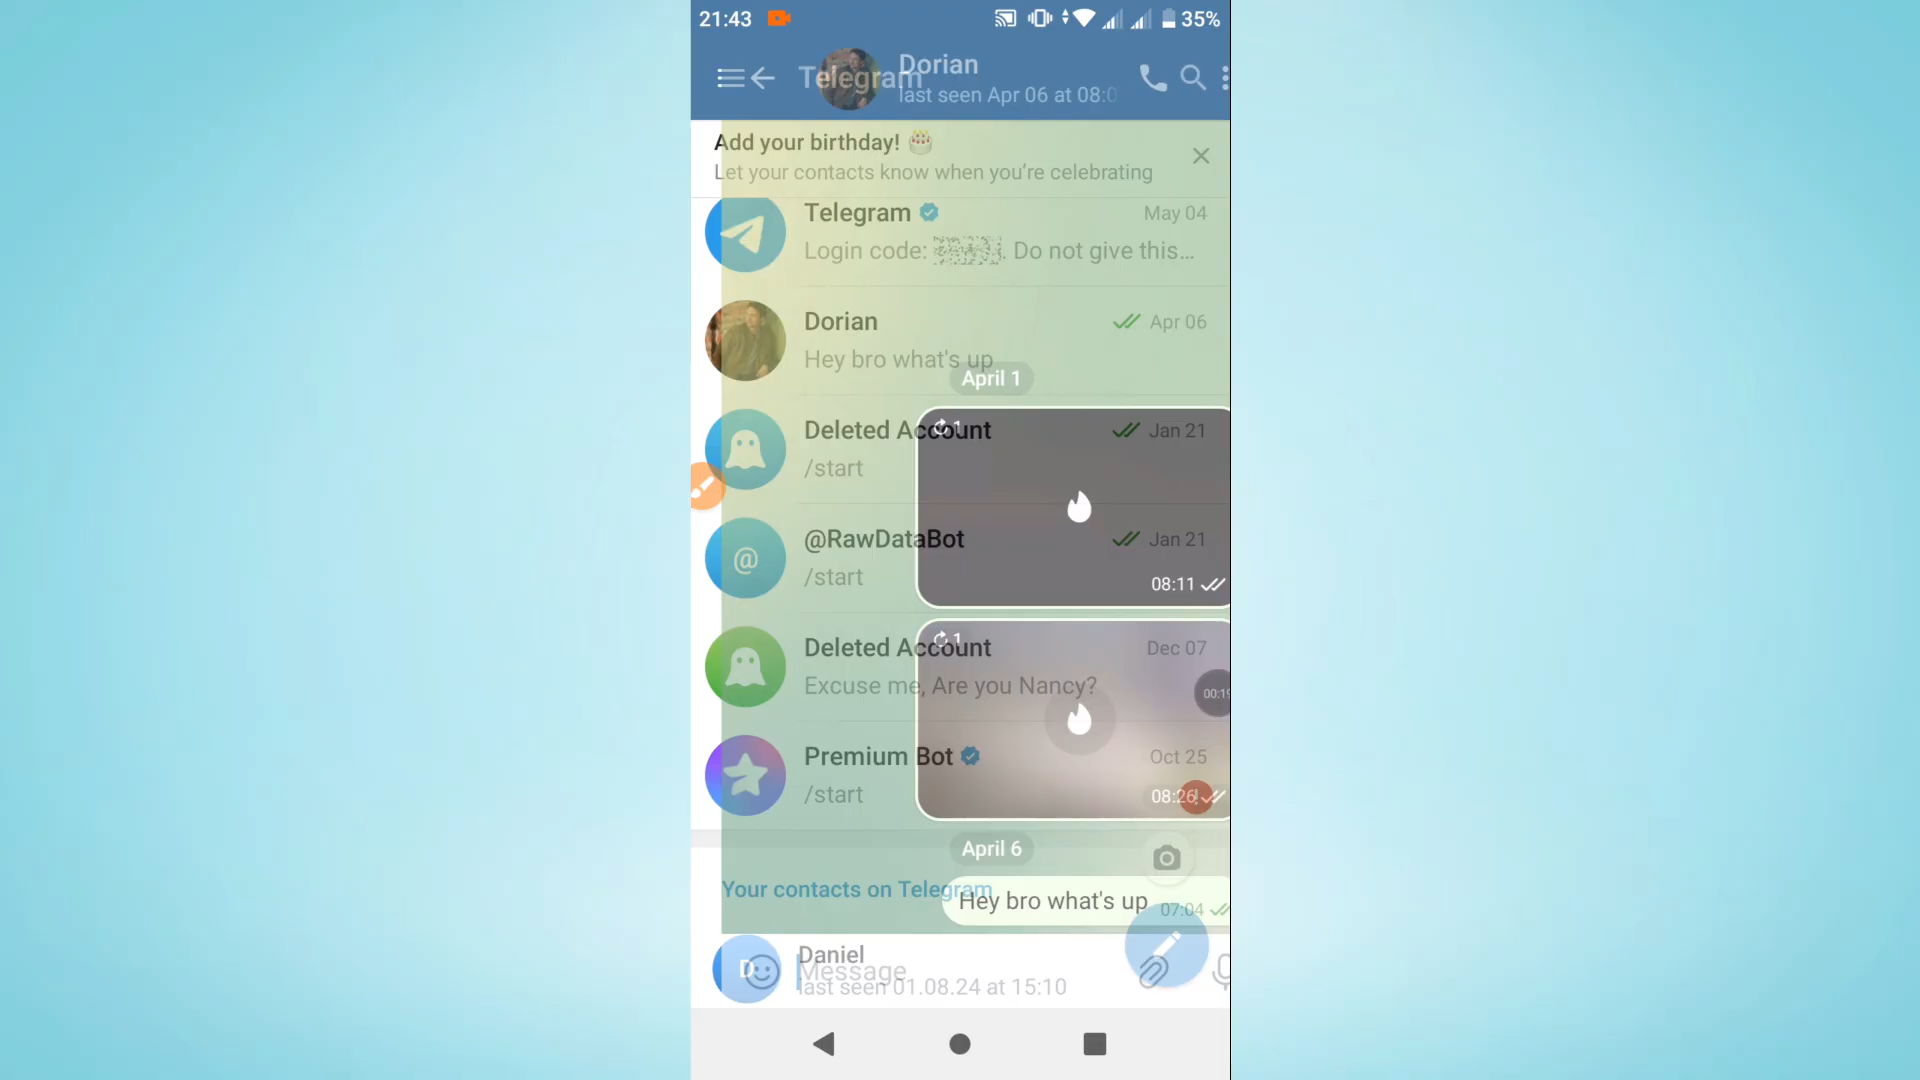 21:43
35%
Telegram
Dorian
last seen Apr 06 at 08:0
Add your birthday! 🎂
Let your contacts know when you're celebrating
Telegram
May 04
Login code:
. Do not give this...
Dorian
Apr 06
Hey bro what's up
April 1
1
Deleted Account
Jan 21
/start
@
@RawDataBot
Jan 21
/start
08:11
1
Deleted Account
Dec 07
Excuse me, Are you Nancy?
00:19
Premium Bot
Oct 25
/start
08:26
April 6
Your contacts on Telegram
Hey bro what's up
07:04
D
Daniel
Message
last seen 01.08.24 at 15:10